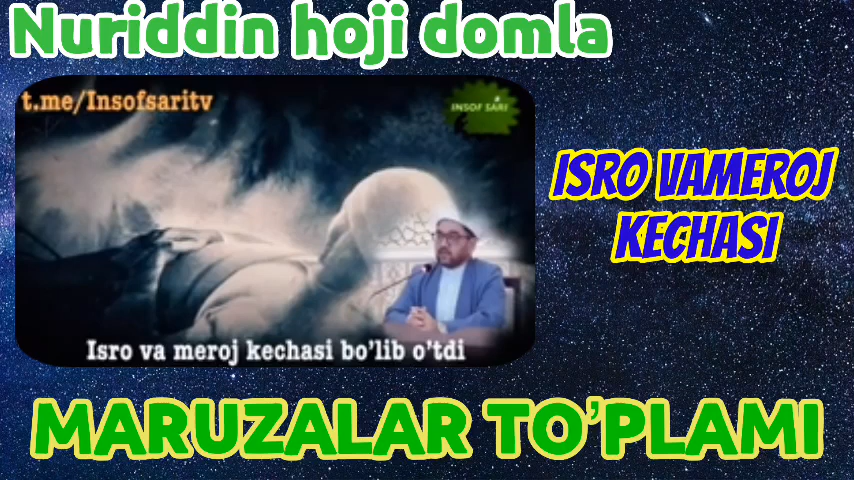 Nuriddin hoji domla
t.me/Insofsaritv
INSOF SARI
ISRO VAMEROJ
KECHASI
Isro va meroj kechasi bo'lib o'tdi
MARUZALAR TO'PLAMI